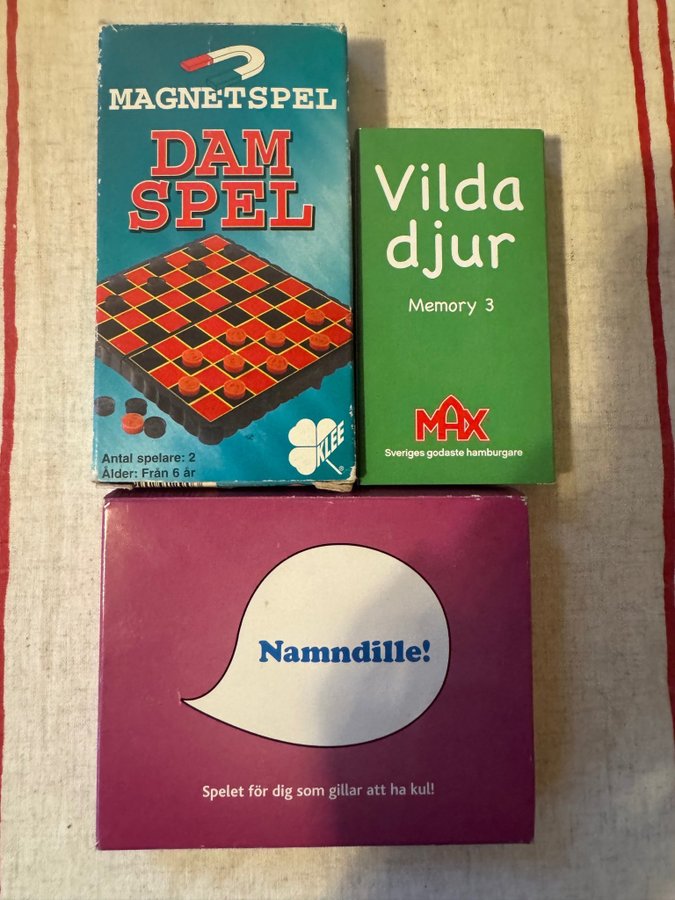 MAGNETSPEL
DAM
SPEL
Antal spelare: 2
Ålder: Från 6 år
KLEE
®
Vilda
djur
Memory 3
MAX
Sveriges godaste hamburgare
Namndille!
Spelet för dig som gillar att ha kul!